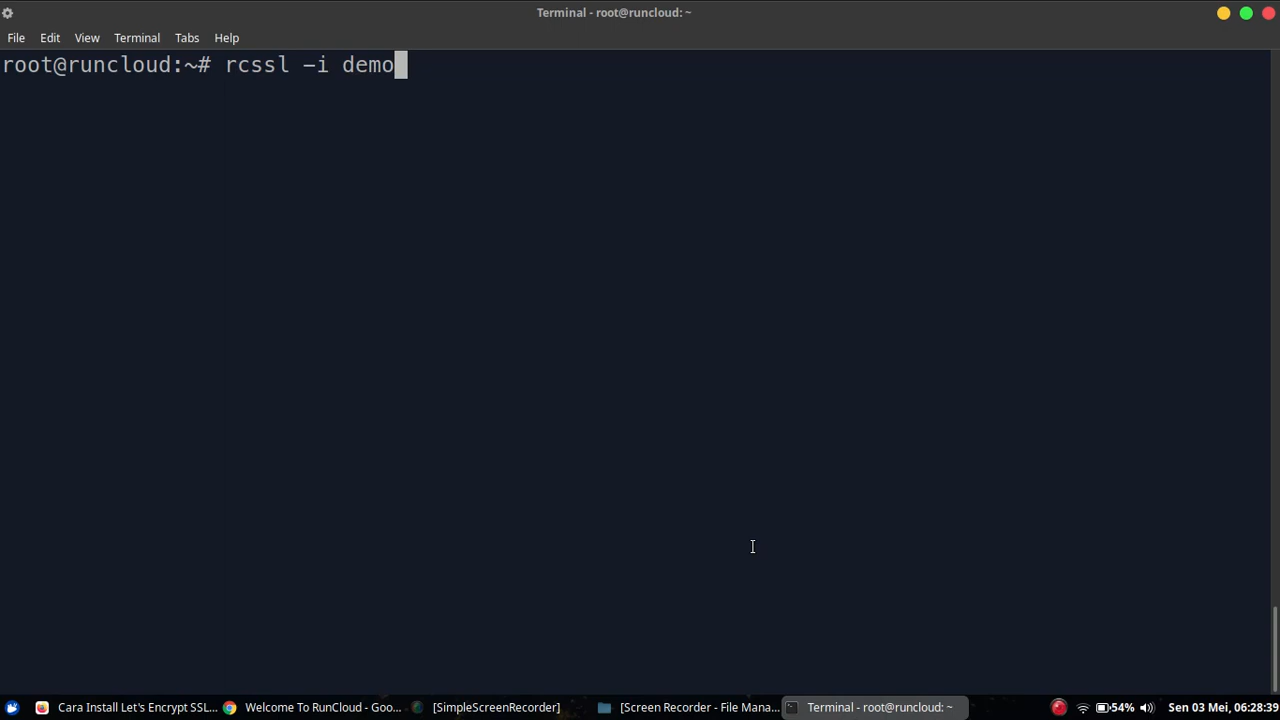 Terminal - root@runcloud: ~
File Edit View Terminal Tabs Help
root@runcloud:~# rcssl -i demo
Cara Install Let's Encrypt SSL... Welcome To RunCloud - Goo... [SimpleScreenRecorder] [Screen Recorder - File Mana... Terminal - root@runcloud: ~ 54% Sen 03 Mei, 06:28:39